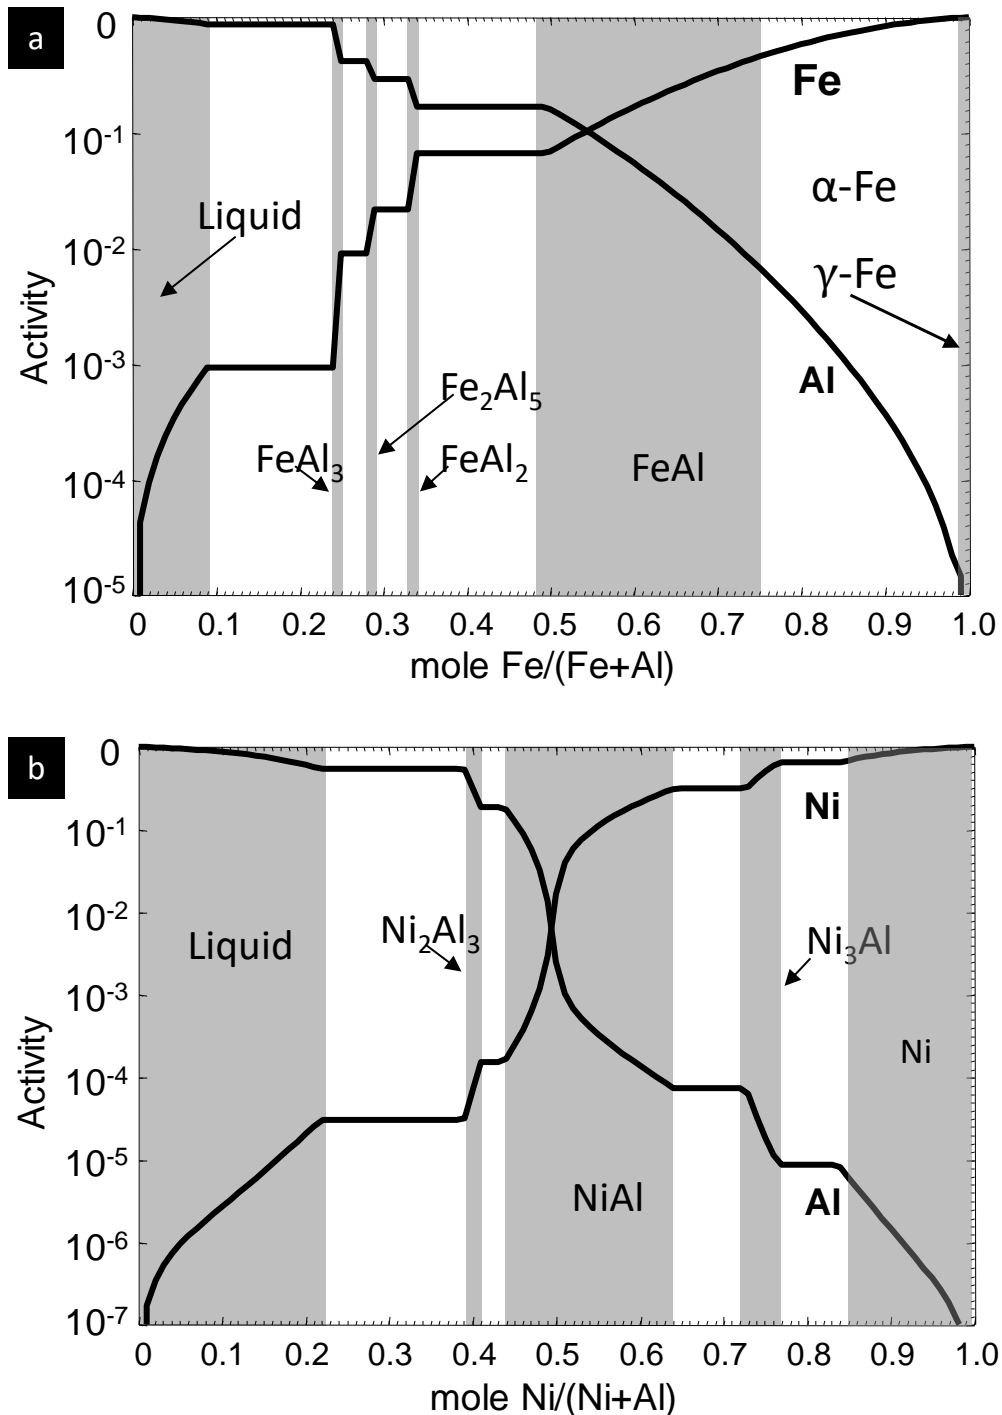 a
0
10-1
10-2
10-3
10-4
10-5
Activity
Fe
α-Fe
γ-Fe
Liquid
Al
Fe2Al5
FeAl3
FeAl2
FeAl
0 0.1 0.2 0.3 0.4 0.5 0.6 0.7 0.8 0.9 1.0
mole Fe/(Fe+Al)
b
0
10-1
10-2
10-3
10-4
10-5
10-6
10-7
Activity
Ni
Liquid
Ni2Al3
Ni3Al
Ni
NiAl
Al
0 0.1 0.2 0.3 0.4 0.5 0.6 0.7 0.8 0.9 1.0
mole Ni/(Ni+Al)